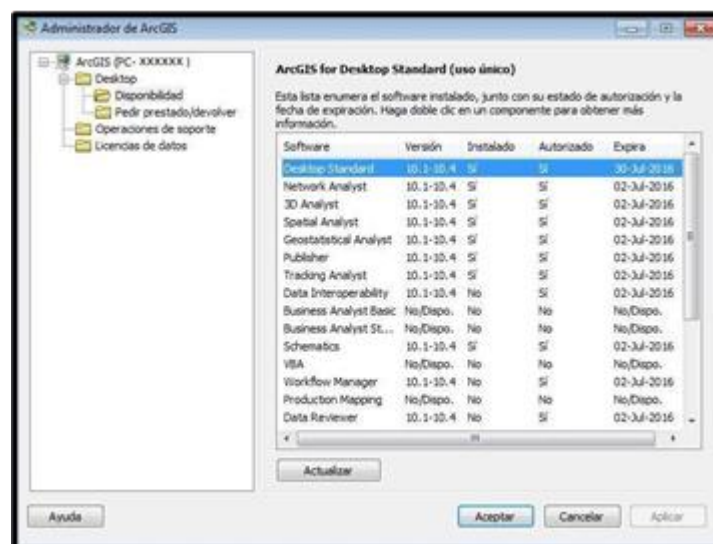 Administrador de ArcGIS
ArcGIS (PC- XXXXXX )
Desktop
Disponibilidad
Pedir prestado/devolver
Operaciones de soporte
Licencias de datos
ArcGIS for Desktop Standard (uso único)
Esta lista enumera el software instalado, junto con su estado de autorización y la
fecha de expiración. Haga doble clic en un componente para obtener más
información.
Software Versión Instalado Autorizado Expira
Desktop Standard 10.1-10.4 Sí Sí 30-Jul-2016
Network Analyst 10.1-10.4 Sí Sí 02-Jul-2016
3D Analyst 10.1-10.4 Sí Sí 02-Jul-2016
Spatial Analyst 10.1-10.4 Sí Sí 02-Jul-2016
Geostatistical Analyst 10.1-10.4 Sí Sí 02-Jul-2016
Publisher 10.1-10.4 Sí Sí 02-Jul-2016
Tracking Analyst 10.1-10.4 Sí Sí 02-Jul-2016
Data Interoperability 10.1-10.4 No Sí 02-Jul-2016
Business Analyst Basic No/Dispo. No No No/Dispo.
Business Analyst St... No/Dispo. No No No/Dispo.
Schematics 10.1-10.4 Sí Sí 02-Jul-2016
VBA No/Dispo. No No No/Dispo.
Workflow Manager 10.1-10.4 No Sí 02-Jul-2016
Production Mapping No/Dispo. No No No/Dispo.
Data Reviewer 10.1-10.4 No Sí 02-Jul-2016
Actualizar
Ayuda Aceptar Cancelar Aplicar